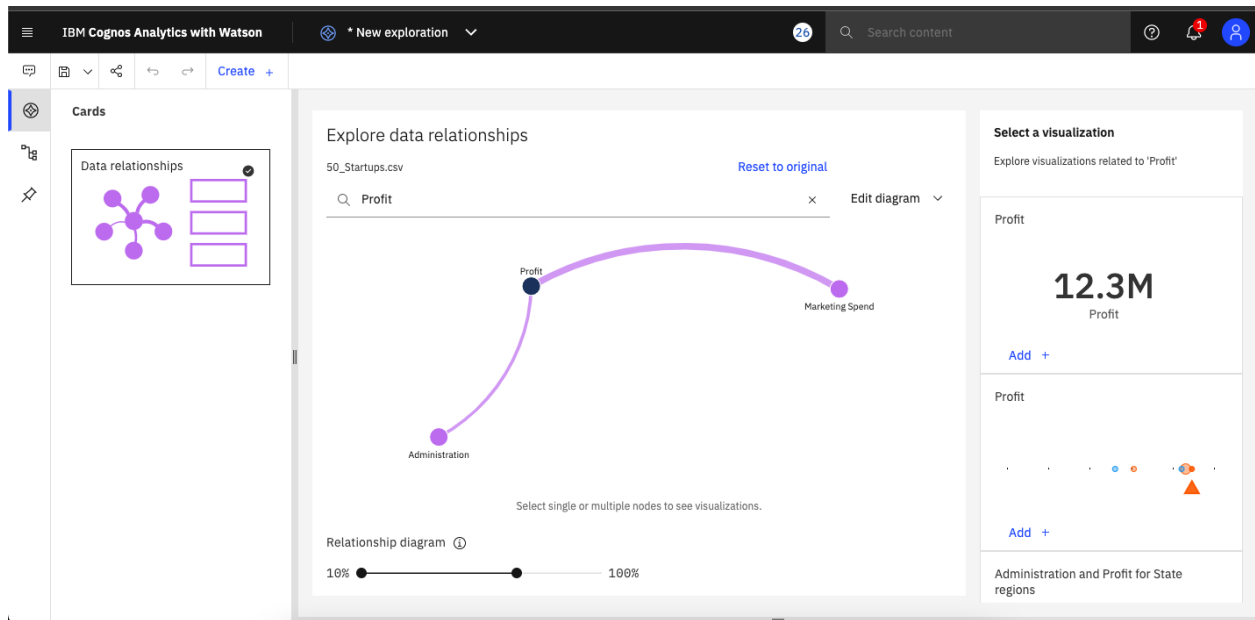 IBM Cognos Analytics with Watson
* New exploration
26
Search content
1
Create +
Cards
Data relationships
Explore data relationships
50_Startups.csv
Reset to original
Profit
Edit diagram
Profit
Marketing Spend
Administration
Select single or multiple nodes to see visualizations.
Relationship diagram
10%
100%
Select a visualization
Explore visualizations related to 'Profit'
Profit
12.3M
Profit
Add +
Profit
Add +
Administration and Profit for State
regions